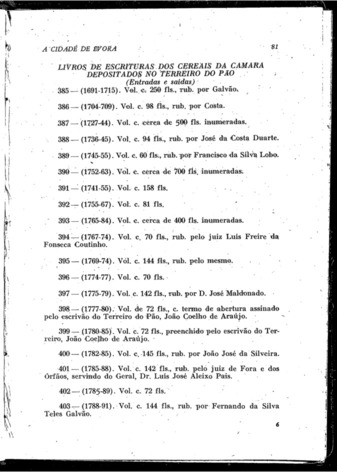 A CIDADE DE EVORA 81
LIVROS DE ESCRITURAS DOS CEREAIS DA CAMARA
DEPOSITADOS NO TERREIRO DO PÃO
(Entradas e saídas)
385 — (1691-1715). Vol. c. 250 fls., rub. por Galvão.
386 — (1704-709). Vol. c. 98 fls., rub. por Costa.
387 — (1727-44). Vol. c. cerca de 500 fls. inumeradas.
388 — (1736-45). Vol. c. 94 fls., rub. por José da Costa Duarte.
389 — (1745-55). Vol. c. 60 fls., rub. por Francisco da Silva Lobo.
390 — (1752-63). Vol. c. cerca de 700 fls. inumeradas.
391 — (1741-55). Vol. c. 158 fls.
392 — (1755-67). Vol. c. 81 fls.
393 — (1765-84). Vol. c. cerca de 400 fls. inumeradas.
394 — (1767-74). Vol. c. 70 fls., rub. pelo juiz Luis Freire da
Fonseca Coutinho.
395 — (1769-74). Vol. c. 144 fls., rub. pelo mesmo.
396 — (1774-77). Vol. c. 70 fls.
397 — (1775-79). Vol. c. 142 fls., rub. por D. José Maldonado.
398 — (1777-80). Vol. de 72 fls., c. termo de abertura assinado
pelo escrivão do Terreiro do Pão, João Coelho de Araújo.
399 — (1780-85). Vol. c. 72 fls., preenchido pelo escrivão do Ter-
reiro, João Coelho de Araújo.
400 — (1782-85). Vol. c. 145 fls., rub. por João José da Silveira.
401 — (1785-88). Vol. c. 142 fls., rub. pelo juiz de Fora e dos
Órfãos, servindo do Geral, Dr. Luis José Aleixo Pais.
402 — (1785-89). Vol. c. 72 fls.
403 — (1788-91). Vol. c. 144 fls., rub. por Fernando da Silva
Teles Galvão.
6